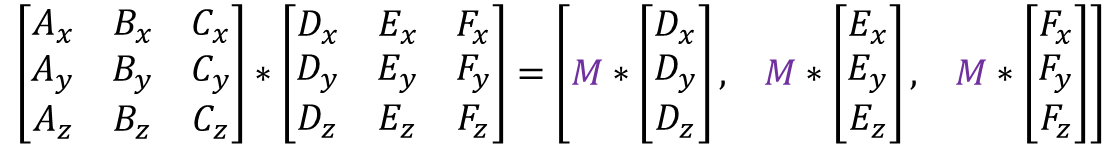 [A_x B_x C_x; A_y B_y C_y; A_z B_z C_z] * [D_x E_x F_x; D_y E_y F_y; D_z E_z F_z] = [M * [D_x; D_y; D_z], M * [E_x; E_y; E_z], M * [F_x; F_y; F_z]]